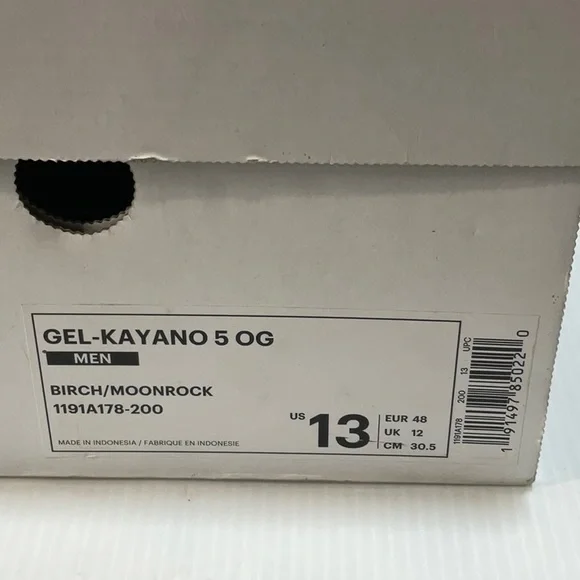 GEL-KAYANO 5 OG
MEN
BIRCH/MOONROCK
1191A178-200
MADE IN INDONESIA / FABRIQUE EN INDONESIE
US 13
EUR 48
UK 12
CM 30.5
UPC
1191A178 200 13
1 91497 85022 0